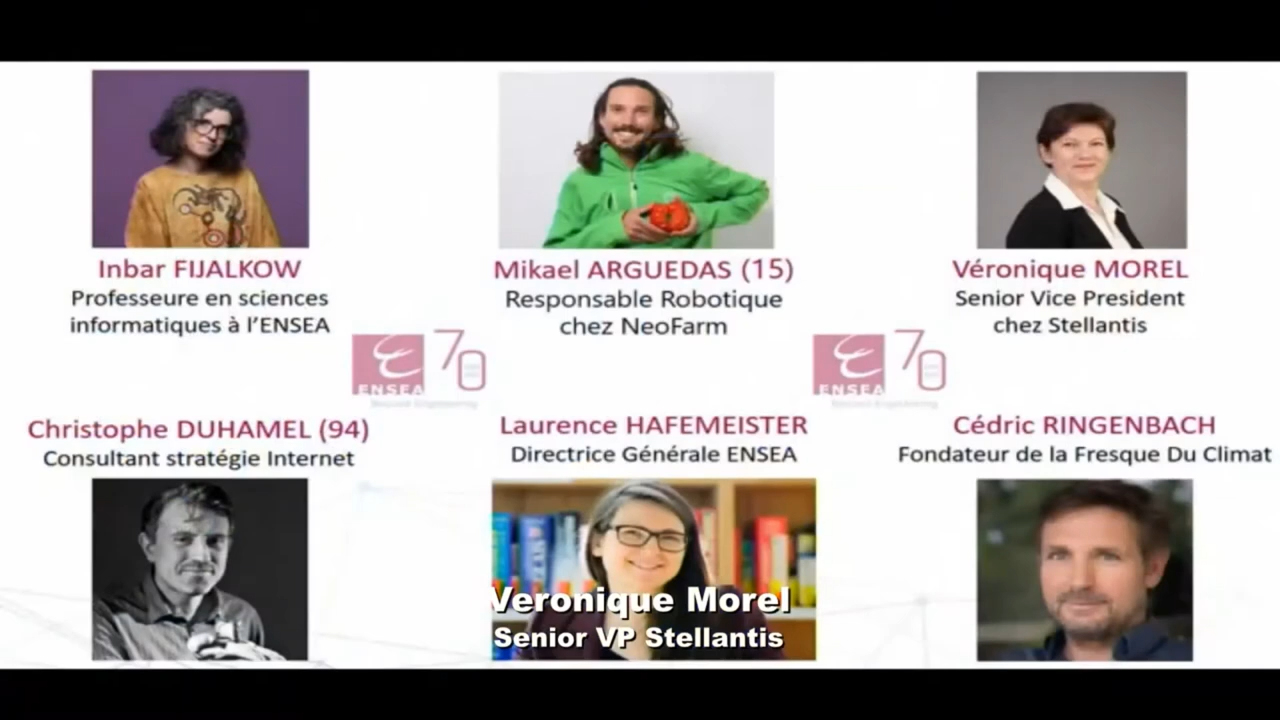 Inbar FIJALKOW
Professeure en sciences
informatiques à l'ENSEA
Mikael ARGUEDAS (15)
Responsable Robotique
chez NeoFarm
Véronique MOREL
Senior Vice President
chez Stellantis
ENSEA 70
ENSEA 70
Christophe DUHAMEL (94)
Consultant stratégie Internet
Laurence HAFEMEISTER
Directrice Générale ENSEA
Cédric RINGENBACH
Fondateur de la Fresque Du Climat
Veronique Morel
Senior VP Stellantis